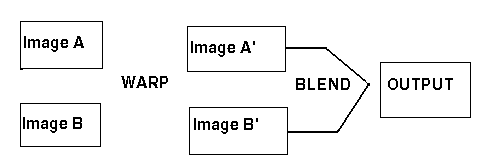 Image A
Image A'
WARP
BLEND
OUTPUT
Image B
Image B'